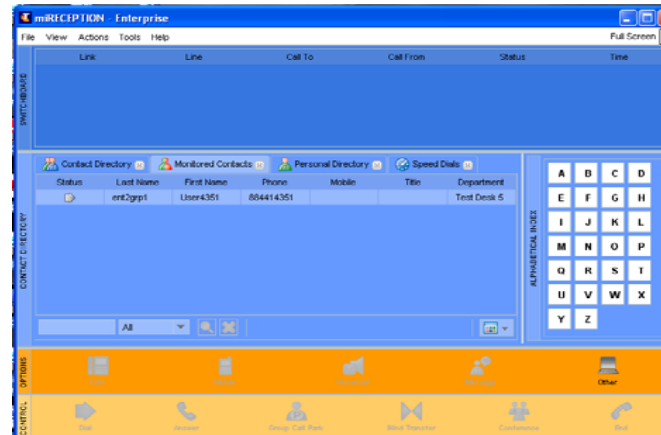 miRECEPTION - Enterprise
File View Actions Tools Help Full Screen
SWITCHBOARD
Link Line Call To Call From Status Time
CONTACT DIRECTORY
Contact Directory Monitored Contacts Personal Directory Speed Dials
Status Last Name First Name Phone Mobile Title Department
ent2grp1 User4351 884414351 Test Desk 5
All
ALPHABETICAL INDEX
A B C D
E F G H
I J K L
M N O P
Q R S T
U V W X
Y Z
OPTIONS
Message Other
CONTROL
Dial Answer Group Call Park Blind Transfer Conference